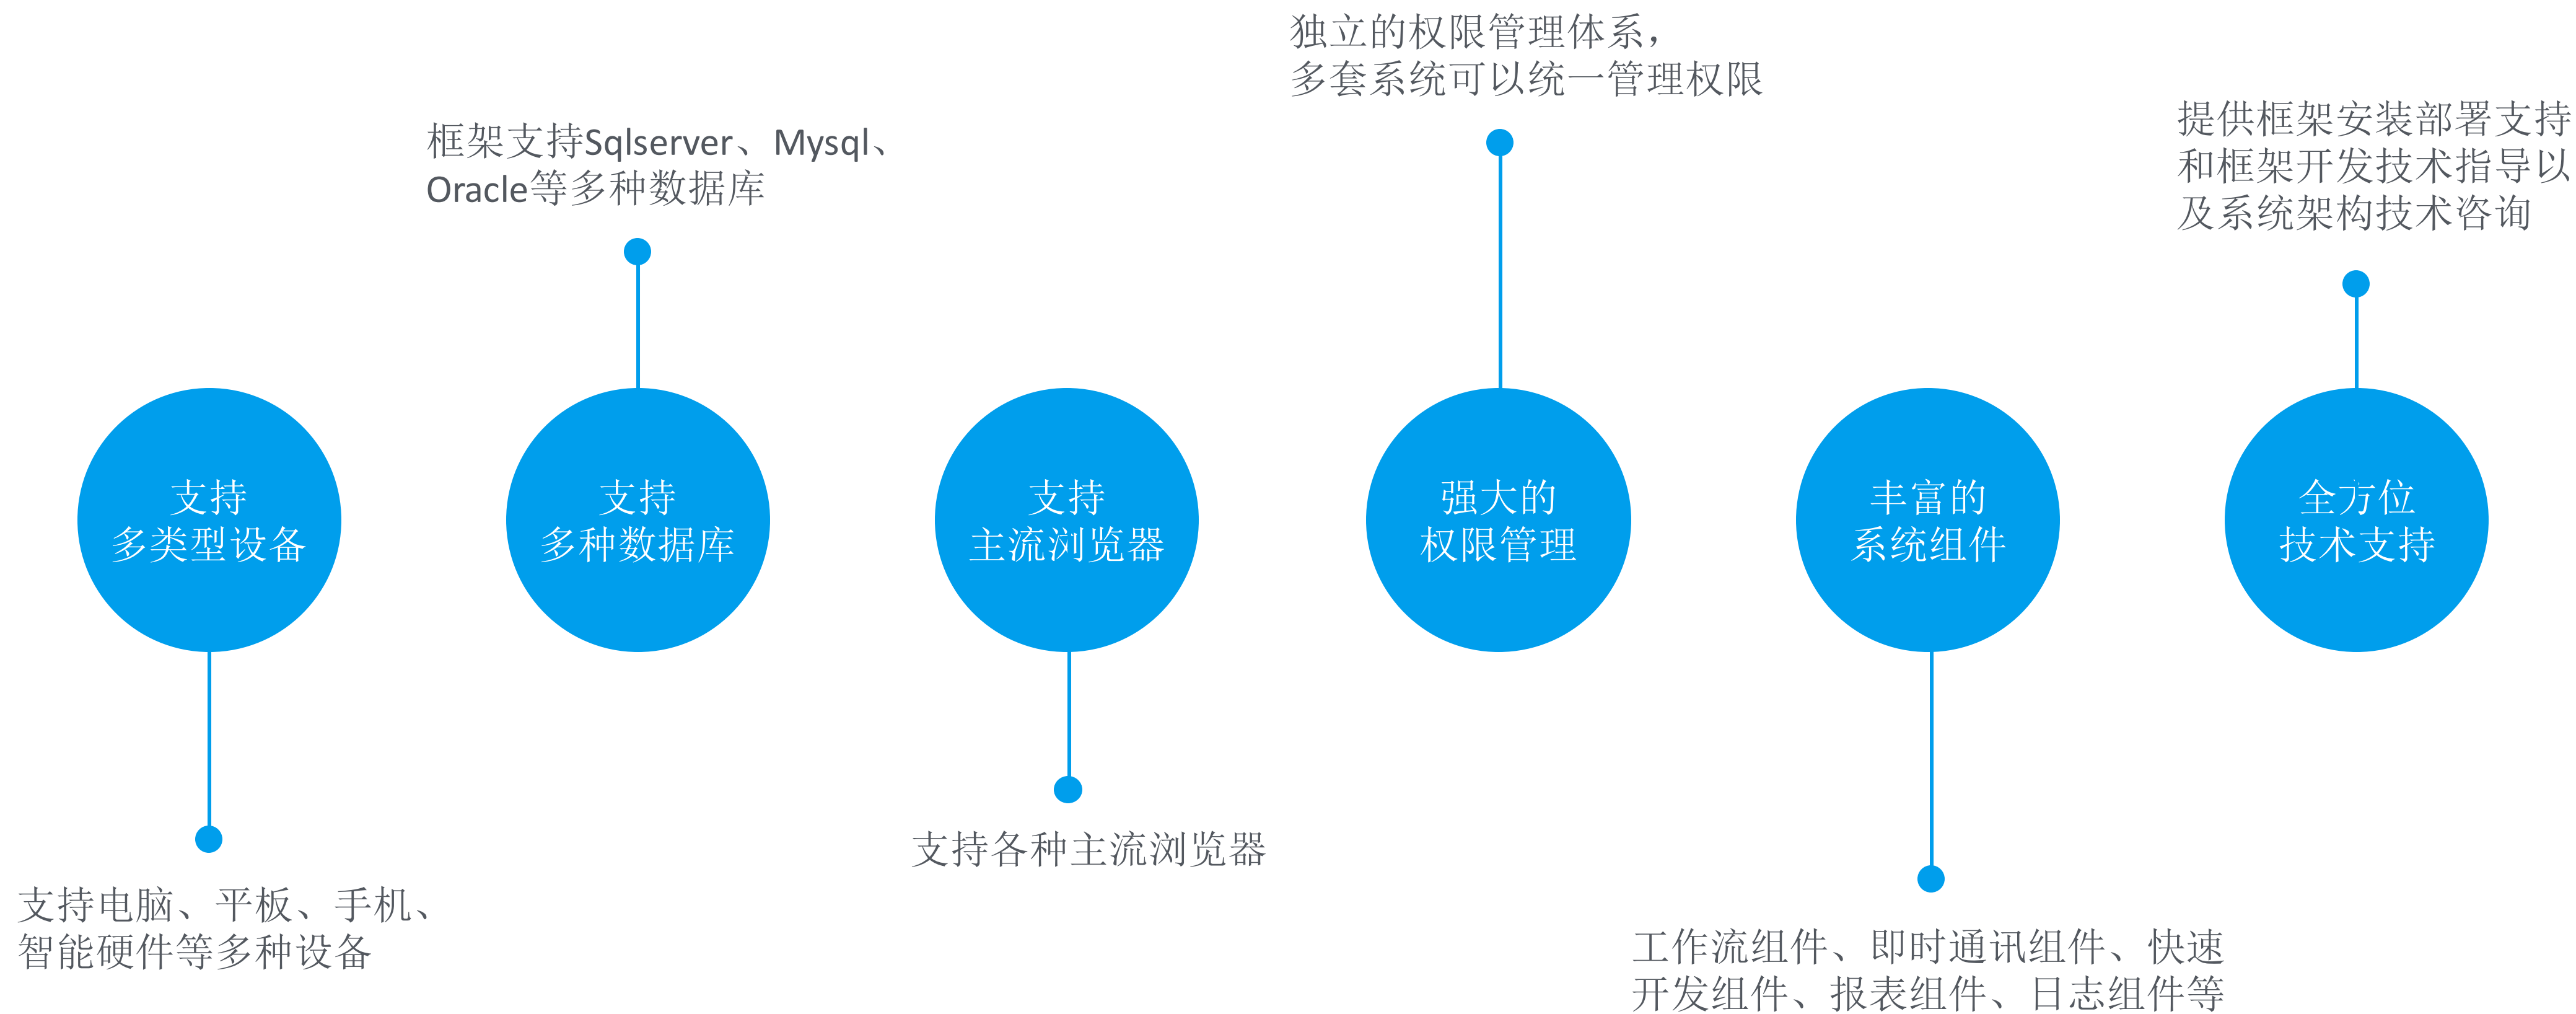 支持
多类型设备
支持电脑、平板、手机、
智能硬件等多种设备
框架支持Sqlserver、Mysql、
Oracle等多种数据库
支持
多种数据库
支持
主流浏览器
支持各种主流浏览器
独立的权限管理体系，
多套系统可以统一管理权限
强大的
权限管理
丰富的
系统组件
工作流组件、即时通讯组件、快速
开发组件、报表组件、日志组件等
提供框架安装部署支持
和框架开发技术指导以
及系统架构技术咨询
全方位
技术支持